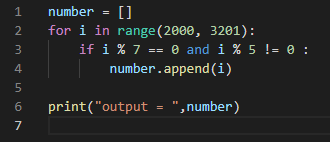 1 number = []
2 for i in range(2000, 3201):
3     if i % 7 == 0 and i % 5 != 0 :
4         number.append(i)
5
6 print("output = ",number)
7